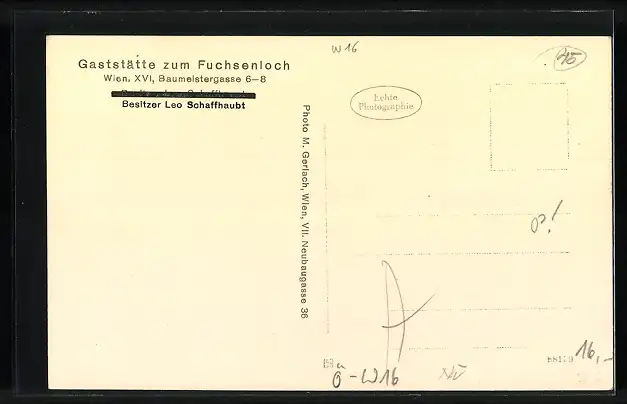 Gaststätte zum Fuchsenloch
Wien, XVI, Baumeistergasse 6–8
Besitzer Leo Schaffhaubt
Photo M. Gerlach, Wien, VII. Neubaugasse 36
W16
Echte
Photographie
45
Ö-W16
16,-